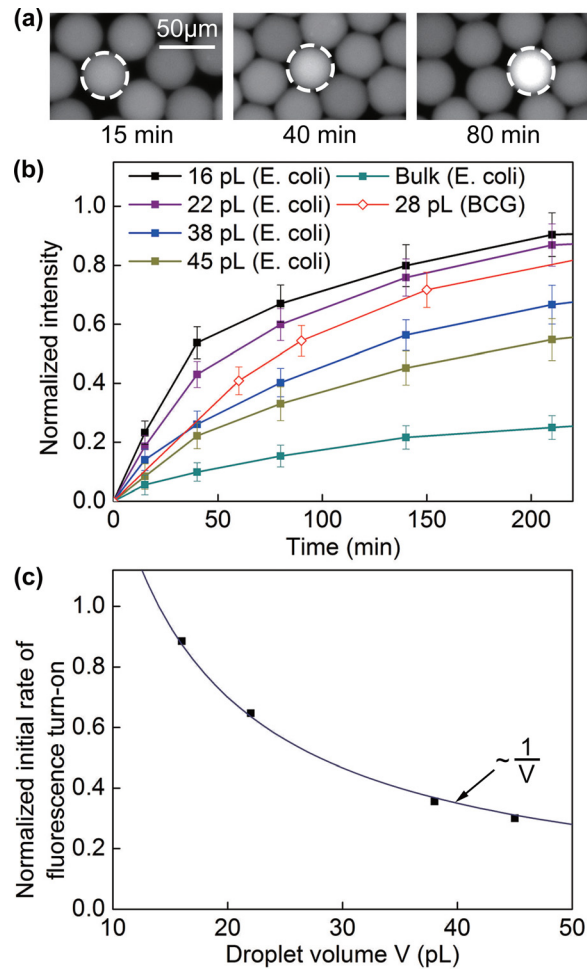 (a)
50μm
15 min
40 min
80 min
(b)
16 pL (E. coli)
22 pL (E. coli)
38 pL (E. coli)
45 pL (E. coli)
Bulk (E. coli)
28 pL (BCG)
Normalized intensity
1.0
0.8
0.6
0.4
0.2
0.0
0
50
100
150
200
Time (min)
(c)
Normalized initial rate of
fluorescence turn-on
1.0
0.8
0.6
0.4
0.2
0
~ 1
V
10
20
30
40
50
Droplet volume V (pL)